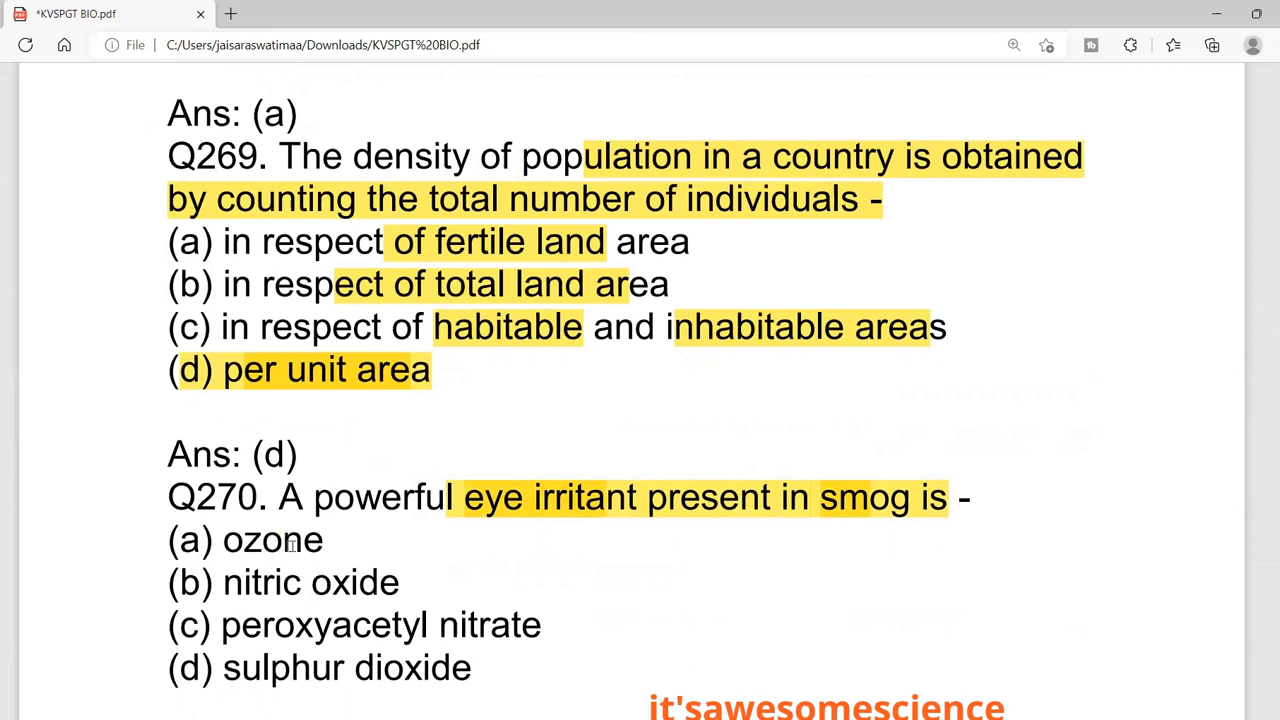 *KVSPGT BIO.pdf
File
C:/Users/jaisaraswatimaa/Downloads/KVSPGT%20BIO.pdf
Ans: (a)
Q269. The density of population in a country is obtained
by counting the total number of individuals -
(a) in respect of fertile land area
(b) in respect of total land area
(c) in respect of habitable and inhabitable areas
(d) per unit area
Ans: (d)
Q270. A powerful eye irritant present in smog is -
(a) ozone
(b) nitric oxide
(c) peroxyacetyl nitrate
(d) sulphur dioxide
it'sawesomescience